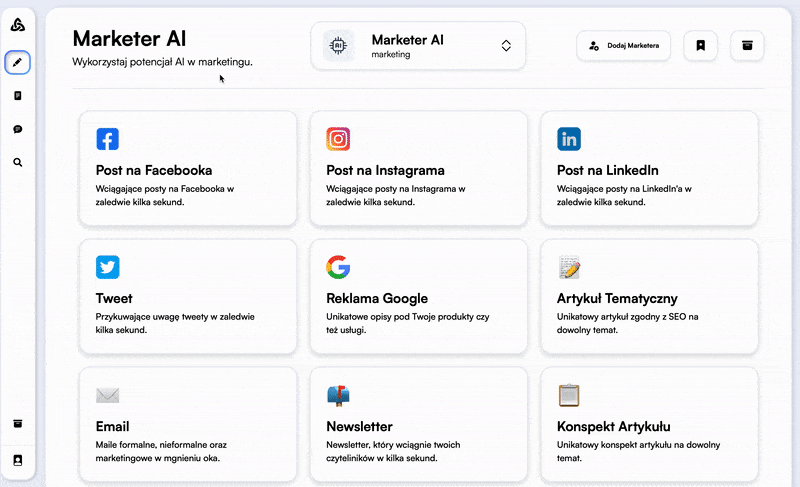 Marketer AI
Wykorzystaj potencjał AI w marketingu.
AI
Marketer AI
marketing
Dodaj Marketera
Post na Facebooka
Wciągające posty na Facebooka w
zaledwie kilka sekund.
Post na Instagrama
Wciągające posty na Instagrama w
zaledwie kilka sekund.
Post na LinkedIn
Wciągające posty na LinkedIn'a w
zaledwie kilka sekund.
Tweet
Przykuwające uwagę tweety w zaledwie
kilka sekund.
Reklama Google
Unikatowe opisy pod Twoje produkty czy
też usługi.
Artykuł Tematyczny
Unikatowy artykuł zgodny z SEO na
dowolny temat.
Email
Maile formalne, nieformalne oraz
marketingowe w mgnieniu oka.
Newsletter
Newsletter, który wciągnie twoich
czyteliników w kilka sekund.
Konspekt Artykułu
Unikatowy konspekt artykułu na dowolny
temat.